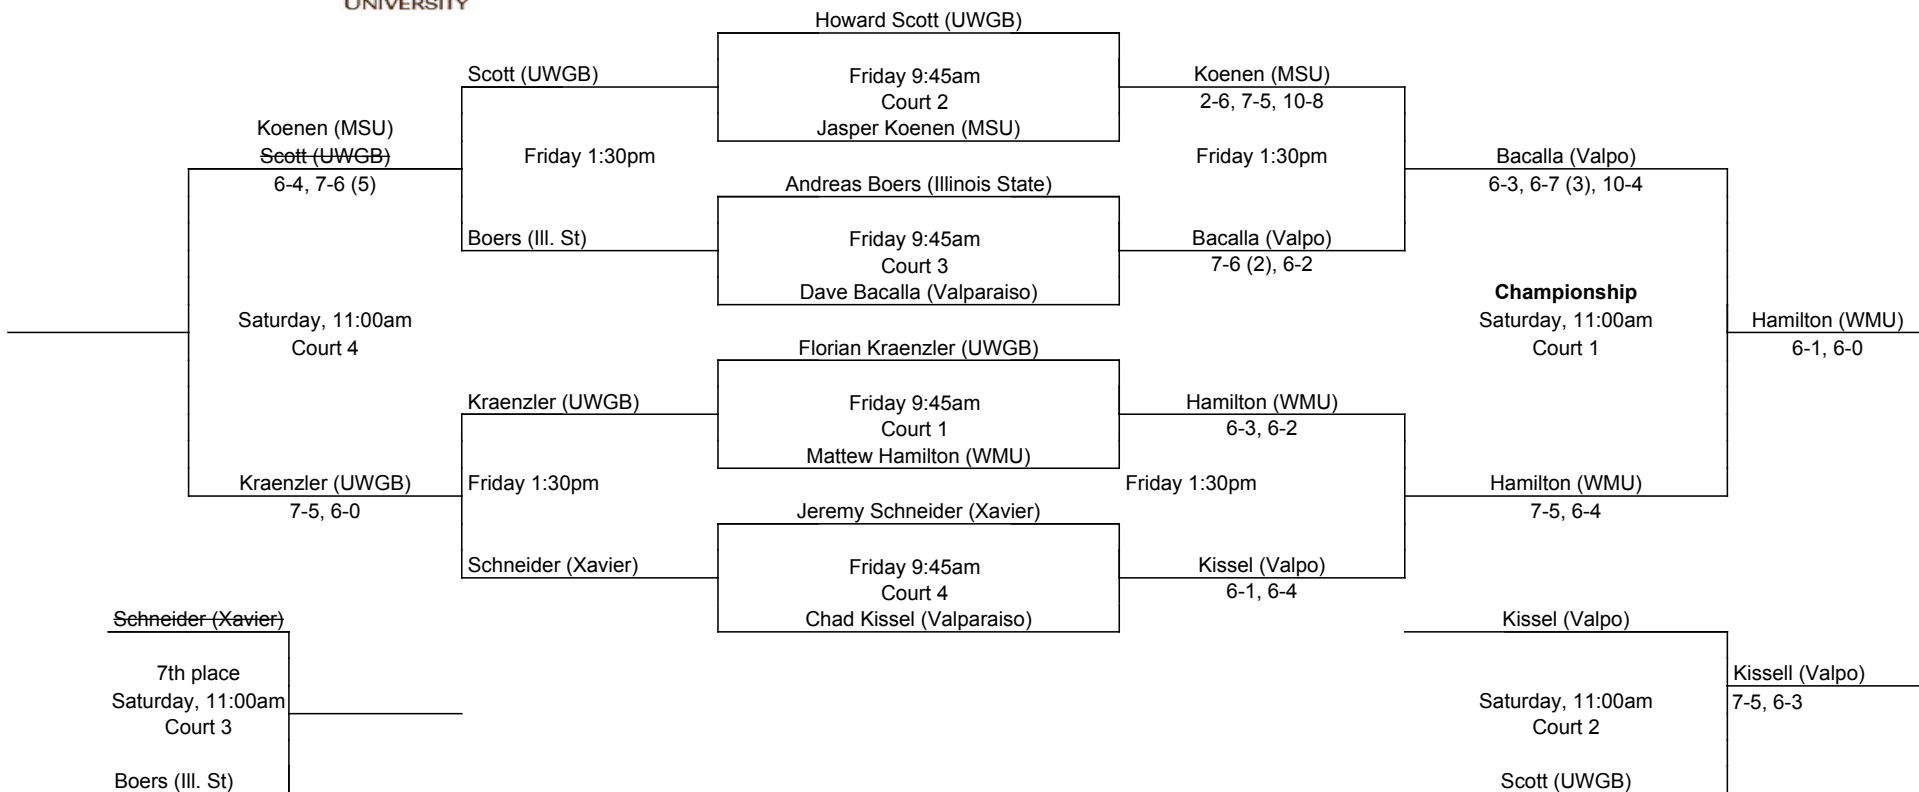 UNIVERSITY
Howard Scott (UWGB)
Scott (UWGB)
Friday 9:45am
Koenen (MSU)
Court 2
2-6, 7-5, 10-8
Koenen (MSU)
Jasper Koenen (MSU)
Scott (UWGB)
Friday 1:30pm
Friday 1:30pm
Bacalla (Valpo)
6-4, 7-6 (5)
Andreas Boers (Illinois State)
6-3, 6-7 (3), 10-4
Boers (Ill. St)
Friday 9:45am
Bacalla (Valpo)
Court 3
7-6 (2), 6-2
Dave Bacalla (Valparaiso)
Championship
Saturday, 11:00am
Saturday, 11:00am
Hamilton (WMU)
Court 4
Florian Kraenzler (UWGB)
Court 1
6-1, 6-0
Kraenzler (UWGB)
Friday 9:45am
Hamilton (WMU)
Court 1
6-3, 6-2
Mattew Hamilton (WMU)
Kraenzler (UWGB)
Friday 1:30pm
Friday 1:30pm
Hamilton (WMU)
7-5, 6-0
Jeremy Schneider (Xavier)
7-5, 6-4
Schneider (Xavier)
Friday 9:45am
Kissel (Valpo)
Court 4
6-1, 6-4
Schneider (Xavier)
Chad Kissel (Valparaiso)
Kissel (Valpo)
7th place
Kissell (Valpo)
Saturday, 11:00am
Saturday, 11:00am
7-5, 6-3
Court 3
Court 2
Boers (Ill. St)
Scott (UWGB)